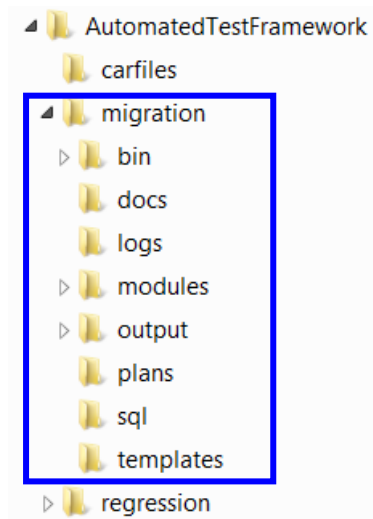 AutomatedTestFramework
carfiles
migration
bin
docs
logs
modules
output
plans
sql
templates
regression